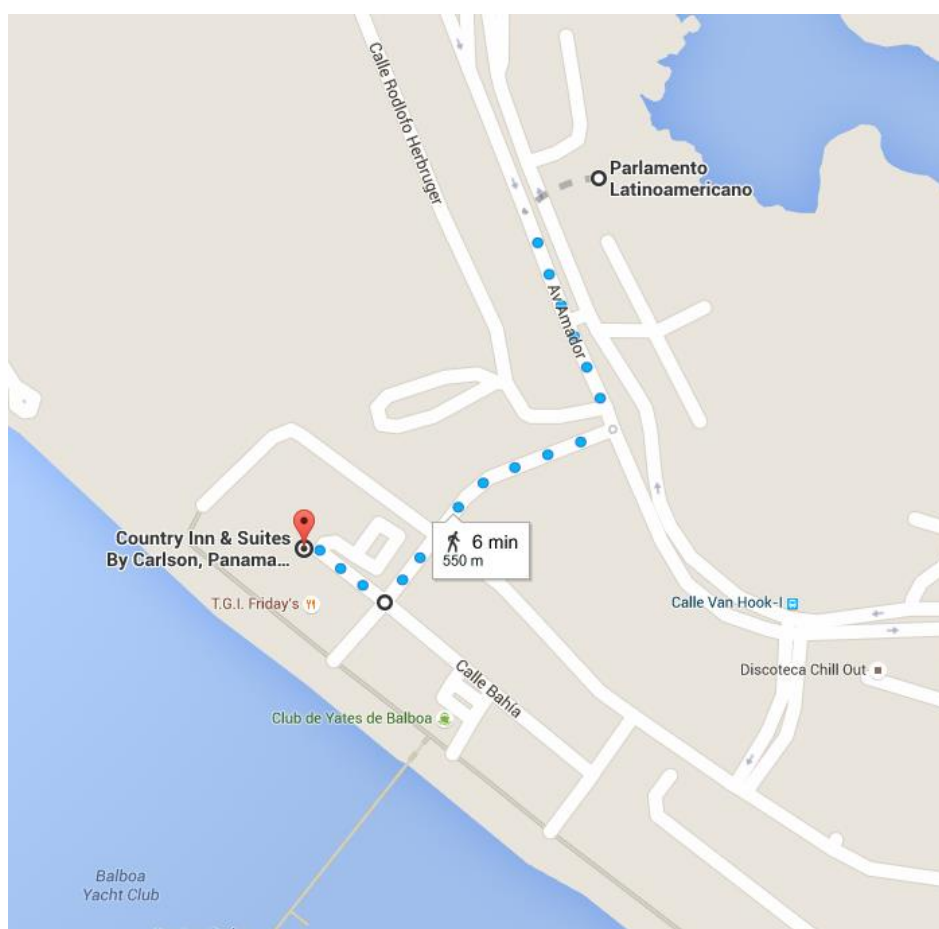 Calle Rodlofo Herbruger
Parlamento
Latinoamericano
Av Amador
Country Inn & Suites
By Carlson, Panama...
6 min
550 m
T.G.I. Friday's
Calle Van Hook-I
Discoteca Chill Out
Calle Bahía
Club de Yates de Balboa
Balboa
Yacht Club